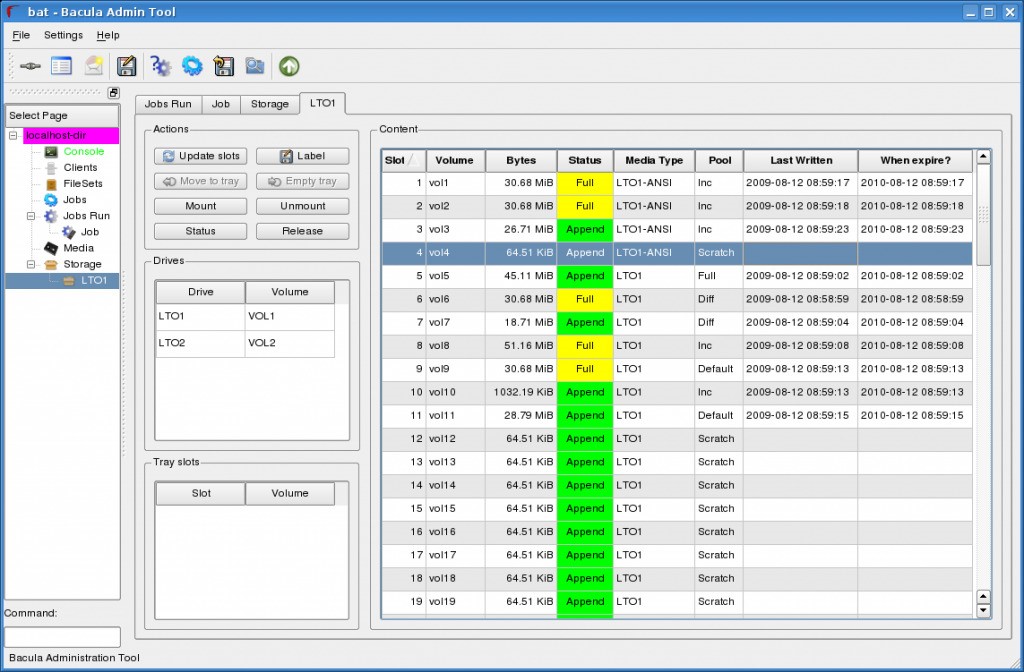 bat - Bacula Admin Tool
File Settings Help
Select Page
localhost-dir
Console
Clients
FileSets
Jobs
Jobs Run
Job
Media
Storage
LTO1
Command:
Bacula Administration Tool
Jobs Run Job Storage LTO1
Actions
Update slots Label
Move to tray Empty tray
Mount Unmount
Status Release
Drives
Drive Volume
LTO1 VOL1
LTO2 VOL2
Tray slots
Slot Volume
Content
Slot Volume Bytes Status Media Type Pool Last Written When expire?
1 vol1 30.68 MiB Full LTO1-ANSI Inc 2009-08-12 08:59:17 2010-08-12 08:59:17
2 vol2 30.68 MiB Full LTO1-ANSI Inc 2009-08-12 08:59:18 2010-08-12 08:59:18
3 vol3 26.71 MiB Append LTO1-ANSI Inc 2009-08-12 08:59:23 2010-08-12 08:59:23
4 vol4 64.51 KiB Append LTO1-ANSI Scratch
5 vol5 45.11 MiB Append LTO1 Full 2009-08-12 08:59:02 2010-08-12 08:59:02
6 vol6 30.68 MiB Full LTO1 Diff 2009-08-12 08:58:59 2010-08-12 08:58:59
7 vol7 18.71 MiB Append LTO1 Diff 2009-08-12 08:59:04 2010-08-12 08:59:04
8 vol8 51.16 MiB Full LTO1 Inc 2009-08-12 08:59:08 2010-08-12 08:59:08
9 vol9 30.68 MiB Full LTO1 Default 2009-08-12 08:59:13 2010-08-12 08:59:13
10 vol10 1032.19 KiB Append LTO1 Inc 2009-08-12 08:59:13 2010-08-12 08:59:13
11 vol11 28.79 MiB Append LTO1 Default 2009-08-12 08:59:15 2010-08-12 08:59:15
12 vol12 64.51 KiB Append LTO1 Scratch
13 vol13 64.51 KiB Append LTO1 Scratch
14 vol14 64.51 KiB Append LTO1 Scratch
15 vol15 64.51 KiB Append LTO1 Scratch
16 vol16 64.51 KiB Append LTO1 Scratch
17 vol17 64.51 KiB Append LTO1 Scratch
18 vol18 64.51 KiB Append LTO1 Scratch
19 vol19 64.51 KiB Append LTO1 Scratch